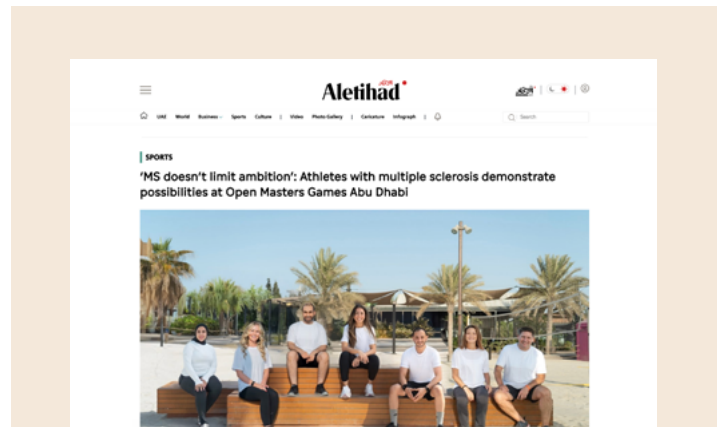 Aletihad
UAE World Business Sports Culture | Video Photo Gallery | Caricature Infograph |
Search
SPORTS
‘MS doesn’t limit ambition’: Athletes with multiple sclerosis demonstrate
possibilities at Open Masters Games Abu Dhabi